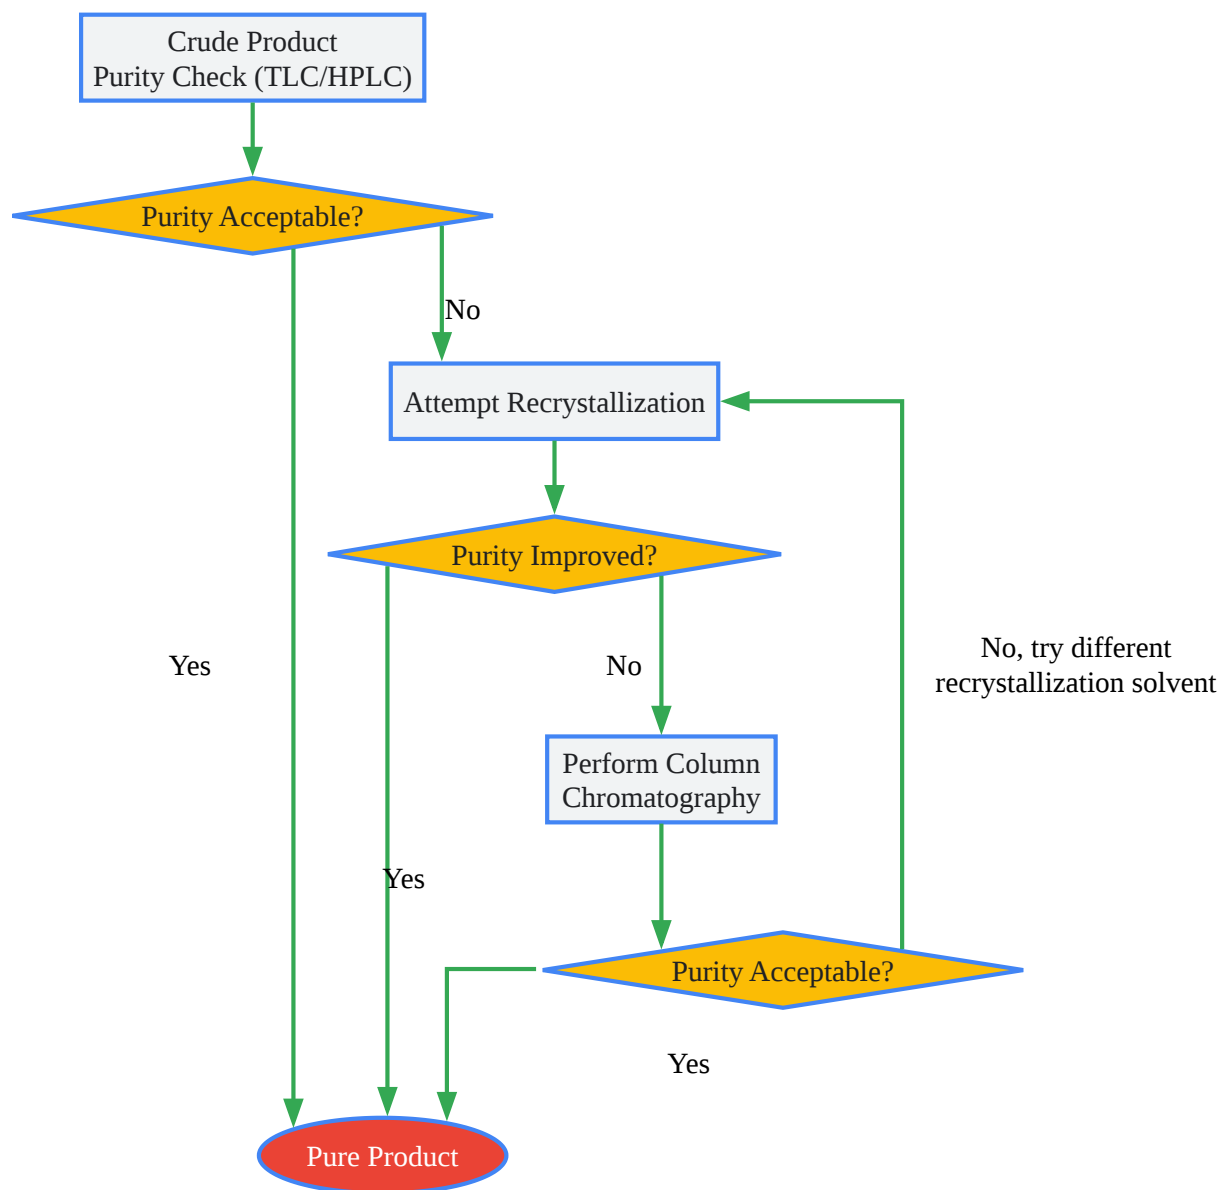 Crude Product
Purity Check (TLC/HPLC)
Purity Acceptable?
No
Attempt Recrystallization
Purity Improved?
Yes
No
No, try different
recrystallization solvent
Perform Column
Chromatography
Yes
Purity Acceptable?
Yes
Pure Product